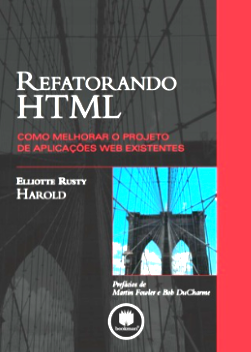 REFATORANDO
HTML
COMO MELHORAR O PROJETO
DE APLICAÇÕES WEB EXISTENTES
ELLIOTTE RUSTY
HAROLD
Prefácios de
Martin Fowler e Bob DuCharme
bookman